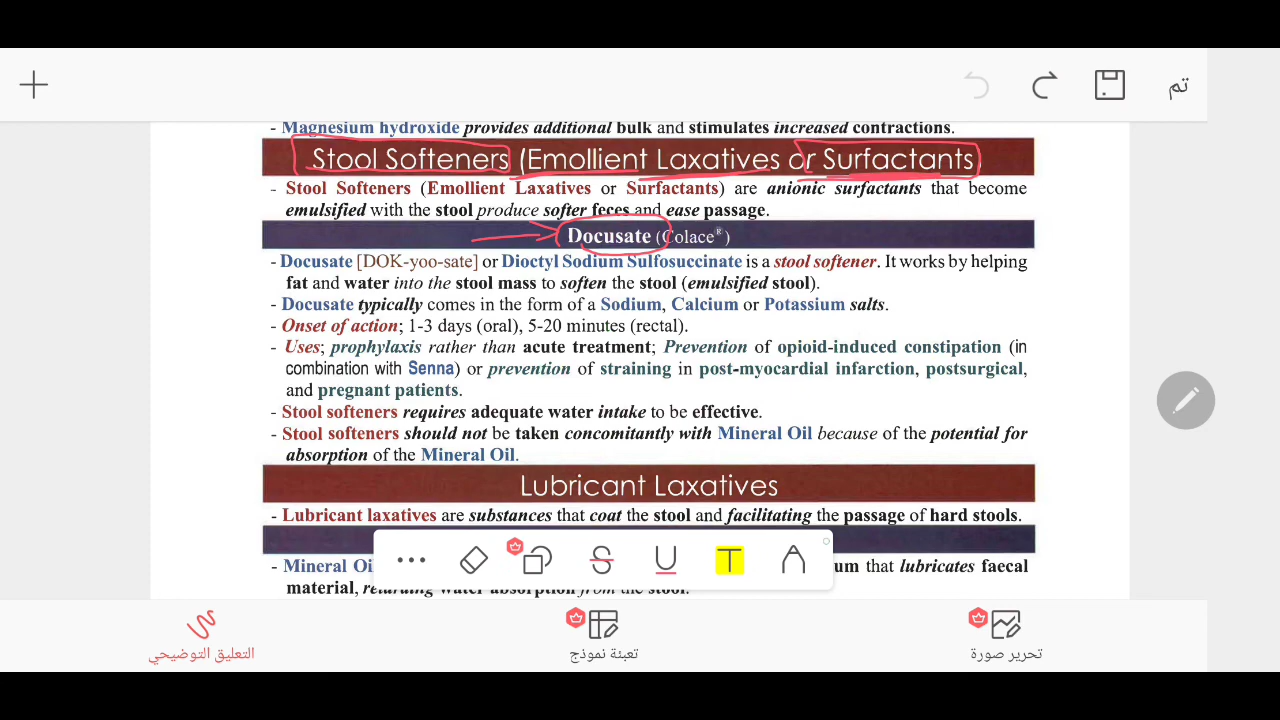 تم
- Magnesium hydroxide provides additional bulk and stimulates increased contractions.
Stool Softeners (Emollient Laxatives or Surfactants)
- Stool Softeners (Emollient Laxatives or Surfactants) are anionic surfactants that become
emulsified with the stool produce softer feces and ease passage.
Docusate (Colace®)
- Docusate [DOK-yoo-sate] or Dioctyl Sodium Sulfosuccinate is a stool softener. It works by helping
fat and water into the stool mass to soften the stool (emulsified stool).
- Docusate typically comes in the form of a Sodium, Calcium or Potassium salts.
- Onset of action; 1-3 days (oral), 5-20 minutes (rectal).
- Uses; prophylaxis rather than acute treatment; Prevention of opioid-induced constipation (in
combination with Senna) or prevention of straining in post-myocardial infarction, postsurgical,
and pregnant patients.
- Stool softeners requires adequate water intake to be effective.
- Stool softeners should not be taken concomitantly with Mineral Oil because of the potential for
absorption of the Mineral Oil.
Lubricant Laxatives
- Lubricant laxatives are substances that coat the stool and facilitating the passage of hard stools.
- Mineral Oi that lubricates faecal
material, retarding water absorption from the stool.
التعليق التوضيحي
تعبئة نموذج
تحرير صورة